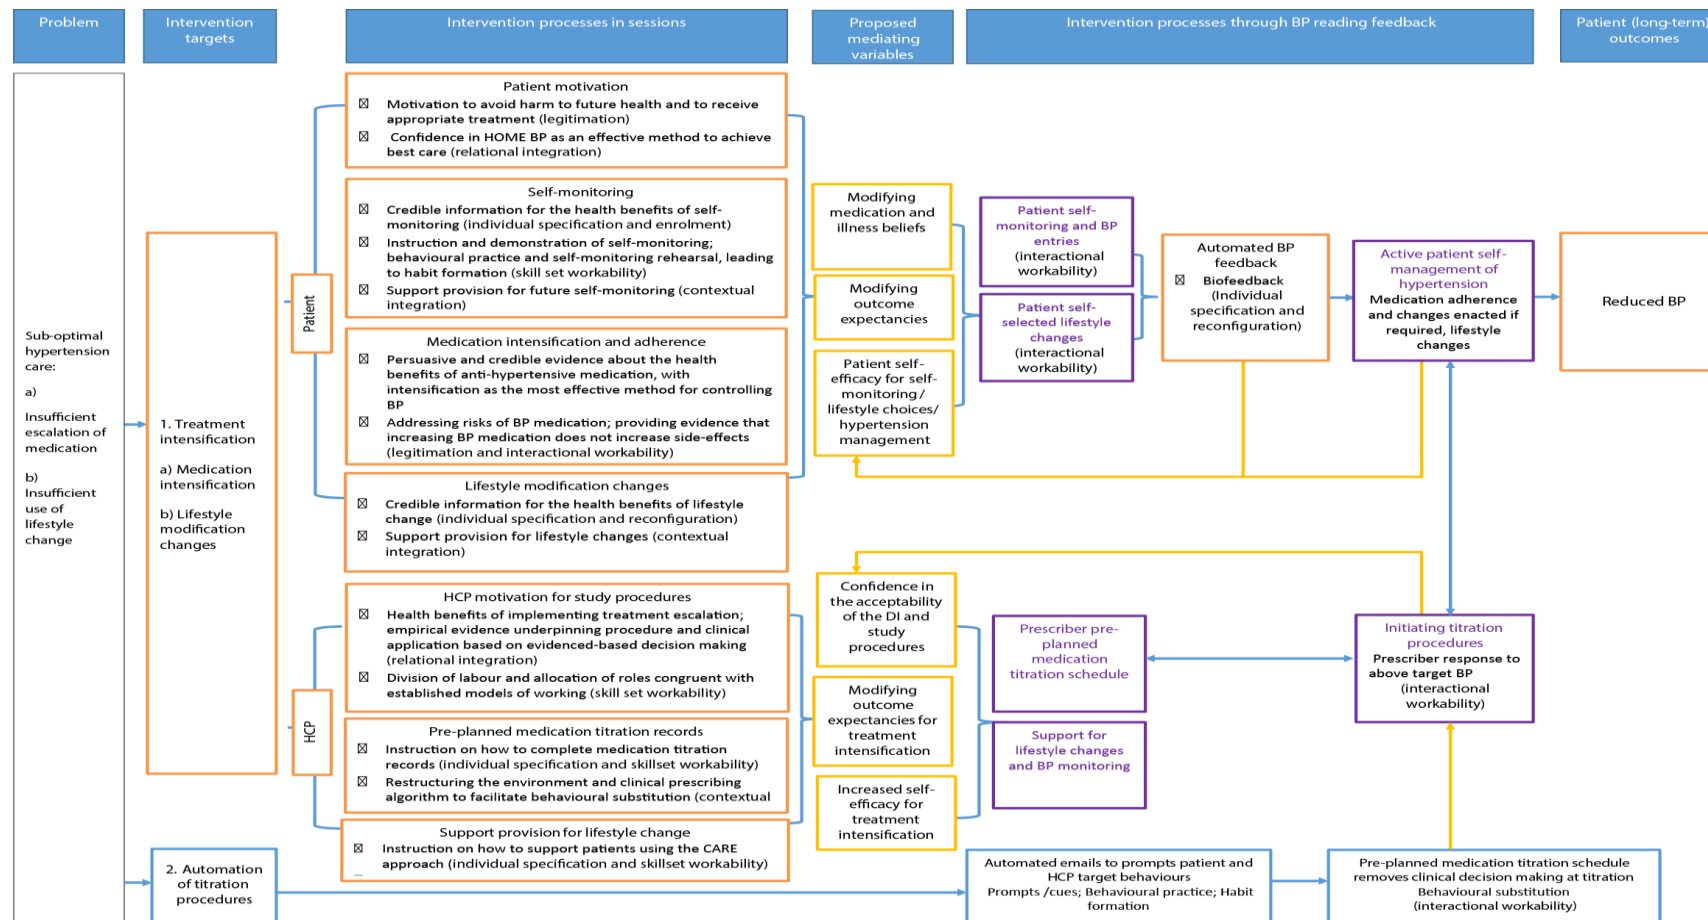 Problem
Intervention
targets
Intervention processes in sessions
Proposed
mediating
variables
Intervention processes through BP reading feedback
Patient (long-term)
outcomes
Sub-optimal
hypertension
care:
a)
Insufficient
escalation of
medication
b)
Insufficient
use of
lifestyle
change
1. Treatment
intensification
a) Medication
intensification
b) Lifestyle
modification
changes
2. Automation
of titration
procedures
Patient
Patient motivation
☒ Motivation to avoid harm to future health and to receive
appropriate treatment (legitimation)
☒ Confidence in HOME BP as an effective method to achieve
best care (relational integration)
Self-monitoring
☒ Credible information for the health benefits of self-
monitoring (individual specification and enrolment)
☒ Instruction and demonstration of self-monitoring;
behavioural practice and self-monitoring rehearsal, leading
to habit formation (skill set workability)
☒ Support provision for future self-monitoring (contextual
integration)
Medication intensification and adherence
☒ Persuasive and credible evidence about the health
benefits of anti-hypertensive medication, with
intensification as the most effective method for controlling
BP
☒ Addressing risks of BP medication; providing evidence that
increasing BP medication does not increase side-effects
(legitimation and interactional workability)
Lifestyle modification changes
☒ Credible information for the health benefits of lifestyle
change (individual specification and reconfiguration)
☒ Support provision for lifestyle changes (contextual
integration)
HCP
HCP motivation for study procedures
☒ Health benefits of implementing treatment escalation;
empirical evidence underpinning procedure and clinical
application based on evidenced-based decision making
(relational integration)
☒ Division of labour and allocation of roles congruent with
established models of working (skill set workability)
Pre-planned medication titration records
☒ Instruction on how to complete medication titration
records (individual specification and skillset workability)
☒ Restructuring the environment and clinical prescribing
algorithm to facilitate behavioural substitution (contextual
Support provision for lifestyle change
☒ Instruction on how to support patients using the CARE
approach (individual specification and skillset workability)
Modifying
medication and
illness beliefs
Modifying
outcome
expectancies
Patient self-
efficacy for self-
monitoring/
lifestyle choices/
hypertension
management
Confidence in
the acceptability
of the DI and
study
procedures
Modifying
outcome
expectancies for
treatment
intensification
Increased self-
efficacy for
treatment
intensification
Patient self-
monitoring and BP
entries
(interactional
workability)
Patient self-
selected lifestyle
changes
(interactional
workability)
Automated BP
feedback
☒ Biofeedback
(Individual
specification and
reconfiguration)
Active patient self-
management of
hypertension
Medication adherence
and changes enacted if
required, lifestyle
changes
Reduced BP
Prescriber pre-
planned
medication
titration schedule
Support for
lifestyle changes
and BP monitoring
Initiating titration
procedures
Prescriber response to
above target BP
(interactional
workability)
Automated emails to prompts patient and
HCP target behaviours
Prompts /cues; Behavioural practice; Habit
formation
Pre-planned medication titration schedule
removes clinical decision making at titration
Behavioural substitution
(interactional workability)